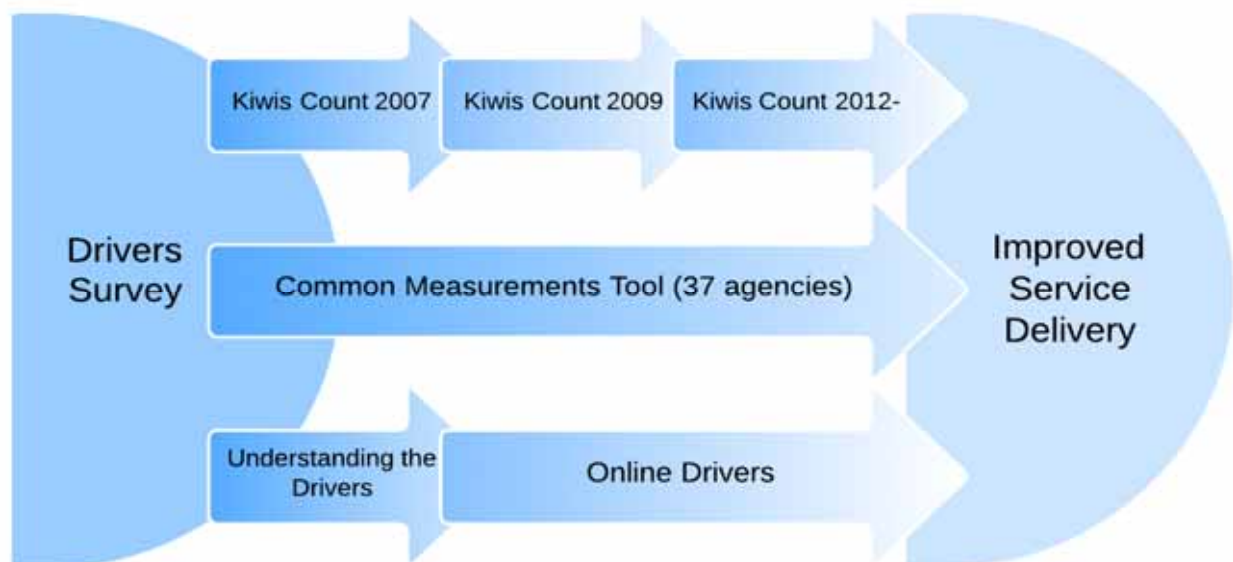 Drivers
Survey
Kiwis Count 2007
Kiwis Count 2009
Kiwis Count 2012-
Common Measurements Tool (37 agencies)
Understanding the
Drivers
Online Drivers
Improved
Service
Delivery